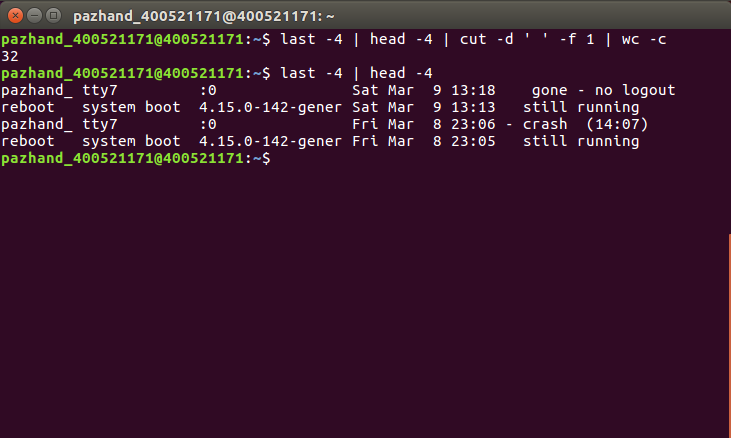 pazhand_400521171@400521171: ~
pazhand_400521171@400521171:~$ last -4 | head -4 | cut -d ' ' -f 1 | wc -c
32
pazhand_400521171@400521171:~$ last -4 | head -4
pazhand_ tty7         :0               Sat Mar  9 13:18    gone - no logout
reboot   system boot  4.15.0-142-gener Sat Mar  9 13:13   still running
pazhand_ tty7         :0               Fri Mar  8 23:06 - crash  (14:07)
reboot   system boot  4.15.0-142-gener Fri Mar  8 23:05   still running
pazhand_400521171@400521171:~$